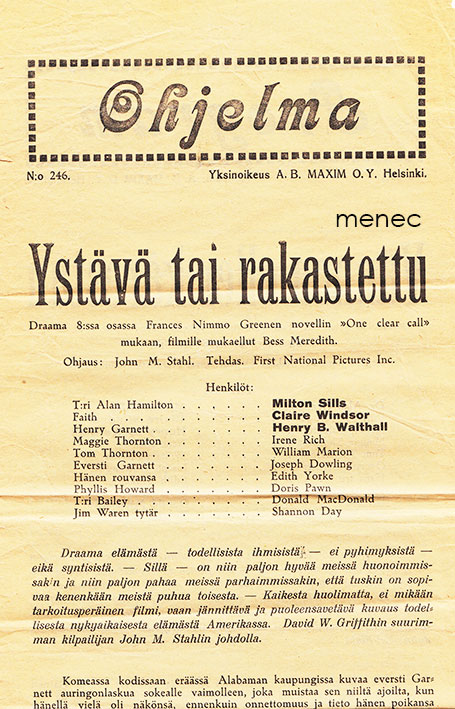 Ohjelma
N:o 246. Yksinoikeus A. B. MAXIM O. Y. Helsinki.
menec
Ystävä tai rakastettu
Draama 8:ssa osassa Frances Nimmo Greenen novellin »One clear call»
mukaan, filmille mukaellut Bess Meredith.
Ohjaus: John M. Stahl. Tehdas. First National Pictures Inc.
Henkilöt:
T:ri Alan Hamilton . . . . . . Milton Sills
Faith . . . . . . . . . Claire Windsor
Henry Garnett . . . . . . . Henry B. Walthall
Maggie Thornton . . . . . . Irene Rich
Tom Thornton . . . . . . . William Marion
Eversti Garnett . . . . . . Joseph Dowling
Hänen rouvansa . . . . . . Edith Yorke
Phyllis Howard . . . . . . Doris Pawn
T:ri Bailey . . . . . . . . Donald MacDonald
Jim Waren tytär . . . . . . Shannon Day
Draama elämästä — todellisista ihmisistä — ei pyhimyksistä —
eikä syntisistä. — Sillä — on niin paljon hyvää meissä huonoimmis-
sakin ja niin paljon pahaa meissä parhaimmissakin, että tuskin on sopi-
vaa kenenkään meistä puhua toisesta. — Kaikesta huolimatta, ei mikään
tarkoitusperäinen filmi, vaan jännittävä ja puoleensavetävä kuvaus todel-
lisesta nykyaikaisesta elämästä Amerikassa. David W. Griffithin suurim-
man kilpailijan John M. Stahlin johdolla.
Komeassa kodissaan eräässä Alabaman kaupungissa kuvaa eversti Gar-
nett auringonlaskua sokealle vaimolleen, joka muistaa sen niiltä ajoilta, kun
hänellä vielä oli näkönsä, ennenkuin onnettomuus ja tieto hänen poikansa